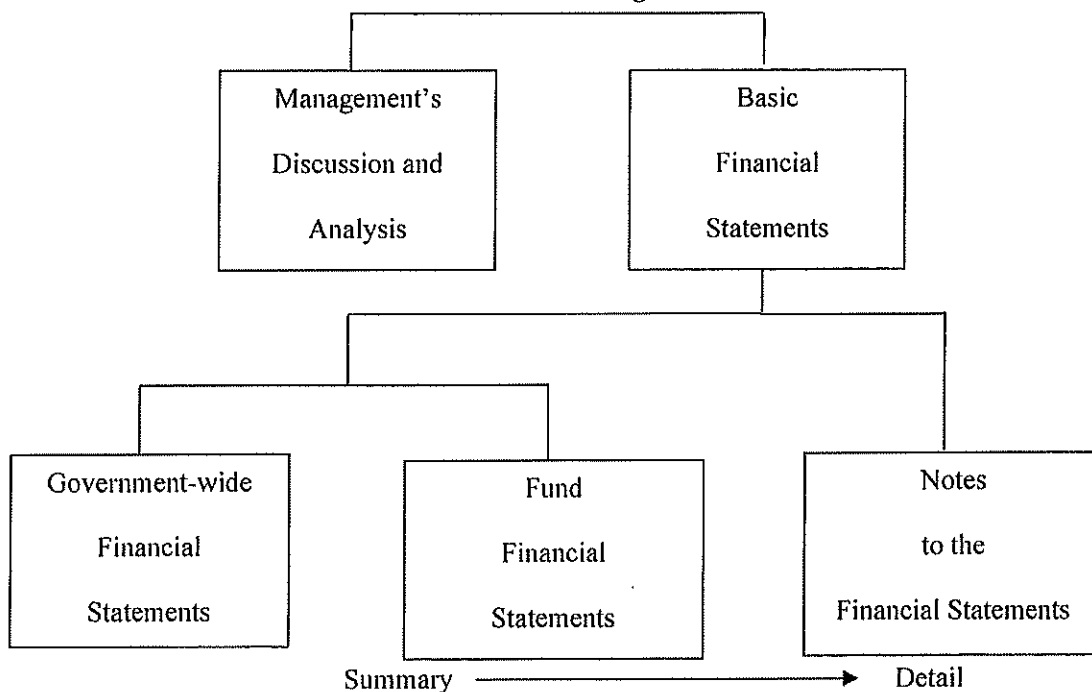 Management's
Discussion and
Analysis
Basic
Financial
Statements
Government-wide
Financial
Statements
Fund
Financial
Statements
Notes
to the
Financial Statements
Summary
Detail